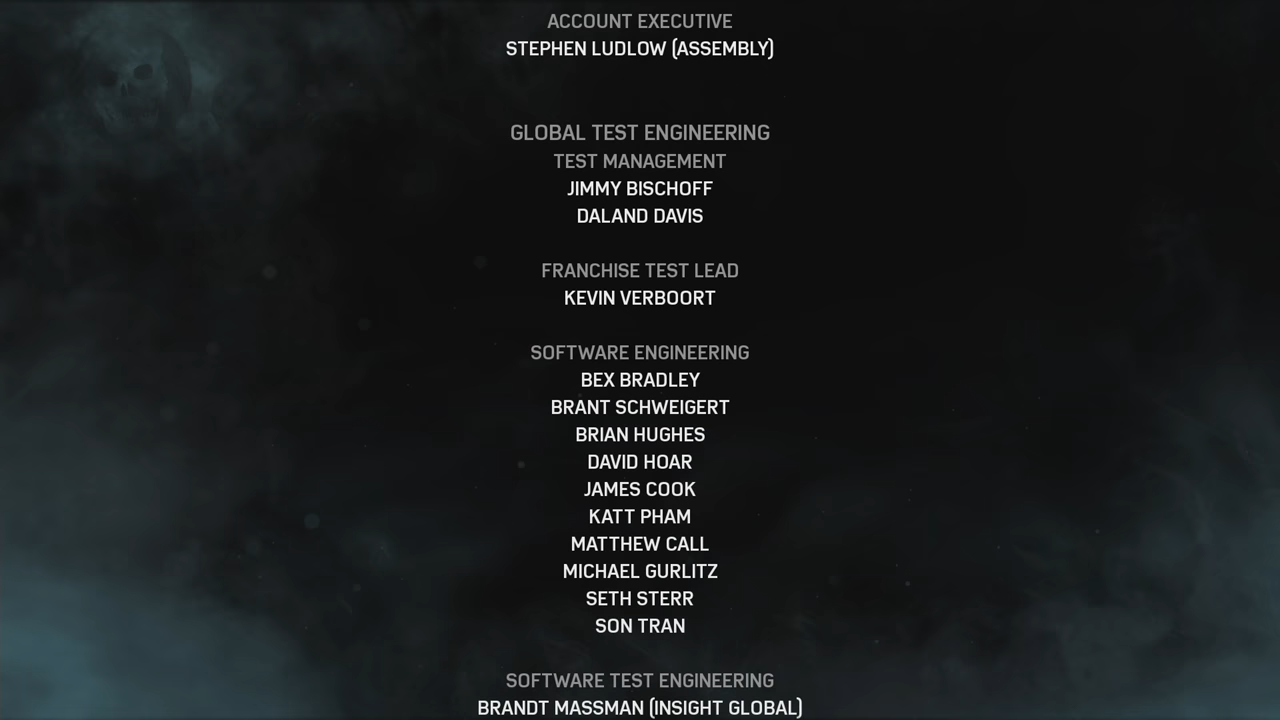 ACCOUNT EXECUTIVE
STEPHEN LUDLOW (ASSEMBLY)
GLOBAL TEST ENGINEERING
TEST MANAGEMENT
JIMMY BISCHOFF
DALAND DAVIS
FRANCHISE TEST LEAD
KEVIN VERBOORT
SOFTWARE ENGINEERING
BEX BRADLEY
BRANT SCHWEIGERT
BRIAN HUGHES
DAVID HOAR
JAMES COOK
KATT PHAM
MATTHEW CALL
MICHAEL GURLITZ
SETH STERR
SON TRAN
SOFTWARE TEST ENGINEERING
BRANDT MASSMAN (INSIGHT GLOBAL)